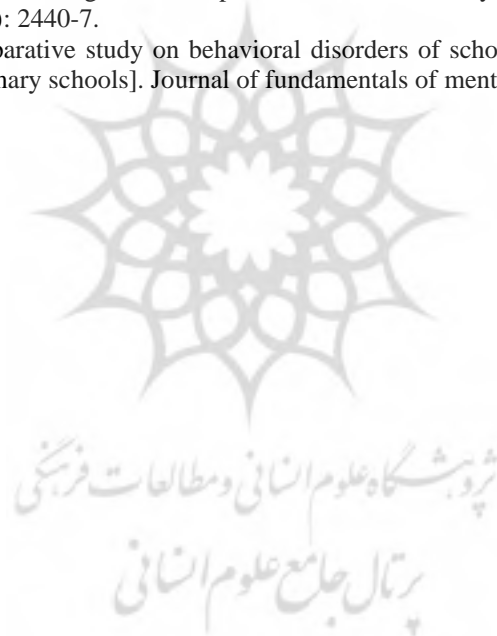 ): 2440-7.
parative study on behavioral disorders of scho
nary schools]. Journal of fundamentals of ment
پژوهشگاه علوم انسانی و مطالعات فرهنگی
پرتال جامع علوم انسانی